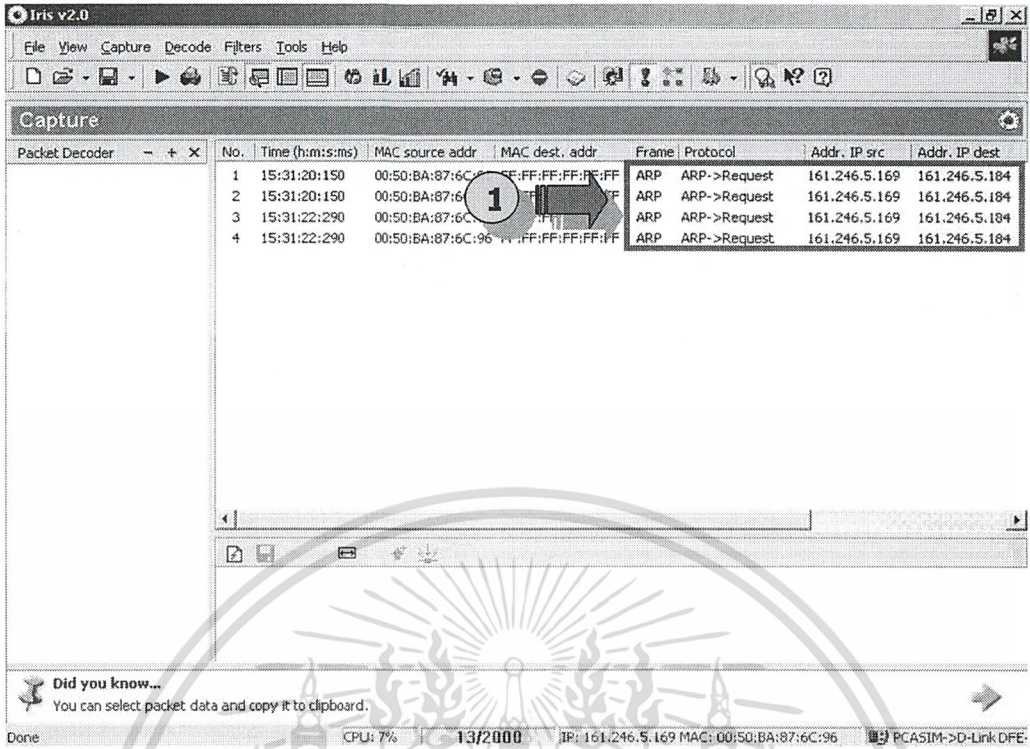 Iris v2.0
File View Capture Decode Filters Tools Help
Capture
Packet Decoder - + x
No. Time (h:m:s:ms) MAC source addr MAC dest. addr Frame Protocol Addr. IP src Addr. IP dest
1 15:31:20:150 ARP ARP->Request 161.246.5.169 161.246.5.184
2 15:31:20:150 ARP ARP->Request 161.246.5.169 161.246.5.184
3 15:31:22:290 ARP ARP->Request 161.246.5.169 161.246.5.184
4 15:31:22:290 00:50:BA:87:6C:96 ARP ARP->Request 161.246.5.169 161.246.5.184
1
Did you know...
You can select packet data and copy it to clipboard.
Done CPU: 7% 13/2000 IP: 161.246.5.169 MAC: 00:50:BA:87:6C:96 PCASIM->D-Link DFE-